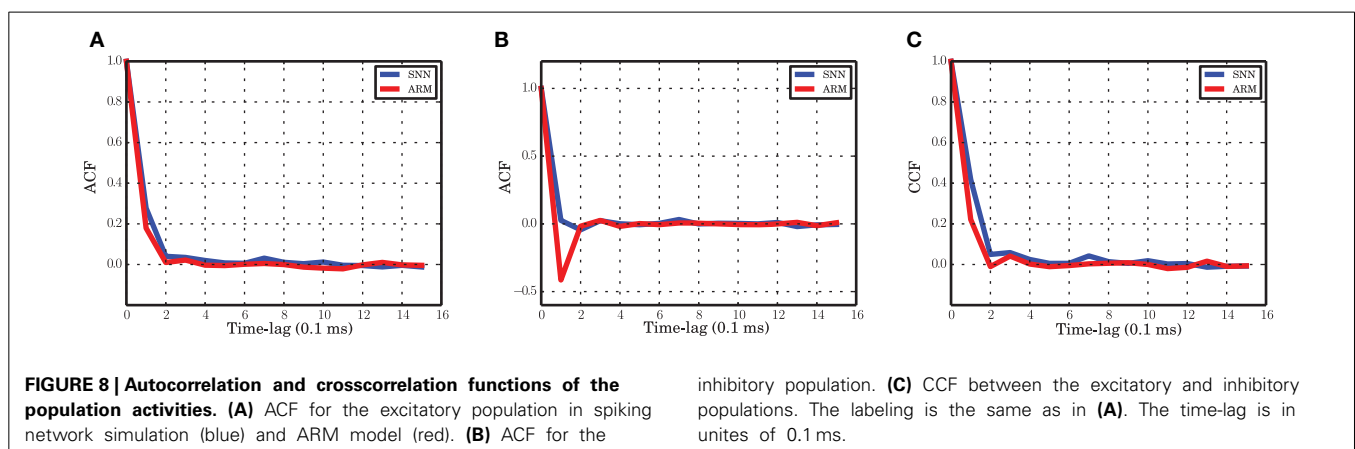 A
1.0
0.8
0.6
0.4
0.2
0.0
ACF
SNN
ARM
0 2 4 6 8 10 12 14 16
Time-lag (0.1 ms)
B
1.0
0.5
0.0
−0.5
ACF
SNN
ARM
0 2 4 6 8 10 12 14 16
Time-lag (0.1 ms)
C
1.0
0.8
0.6
0.4
0.2
0.0
CCF
SNN
ARM
0 2 4 6 8 10 12 14 16
Time-lag (0.1 ms)
FIGURE 8 | Autocorrelation and crosscorrelation functions of the
population activities. (A) ACF for the excitatory population in spiking
network simulation (blue) and ARM model (red). (B) ACF for the
inhibitory population. (C) CCF between the excitatory and inhibitory
populations. The labeling is the same as in (A). The time-lag is in
unites of 0.1 ms.